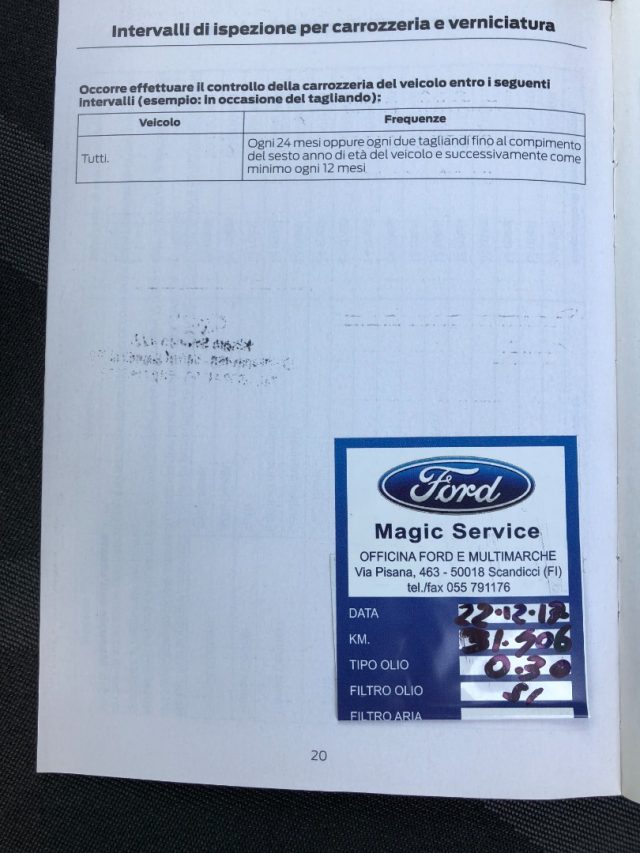 Intervalli di ispezione per carrozzeria e verniciatura
Occorre effettuare il controllo della carrozzeria del veicolo entro i seguenti
intervalli (esempio: in occasione del tagliando):
Veicolo
Frequenze
Tutti.
Ogni 24 mesi oppure ogni due tagliandi fino al compimento
del sesto anno di età del veicolo e successivamente come
minimo ogni 12 mesi
Ford
Magic Service
OFFICINA FORD E MULTIMARCHE
Via Pisana, 463 - 50018 Scandicci (FI)
tel./fax 055 791176
DATA 22.12.17
KM. 31.506
TIPO OLIO 0.30
FILTRO OLIO SI
FILTRO ARIA
20